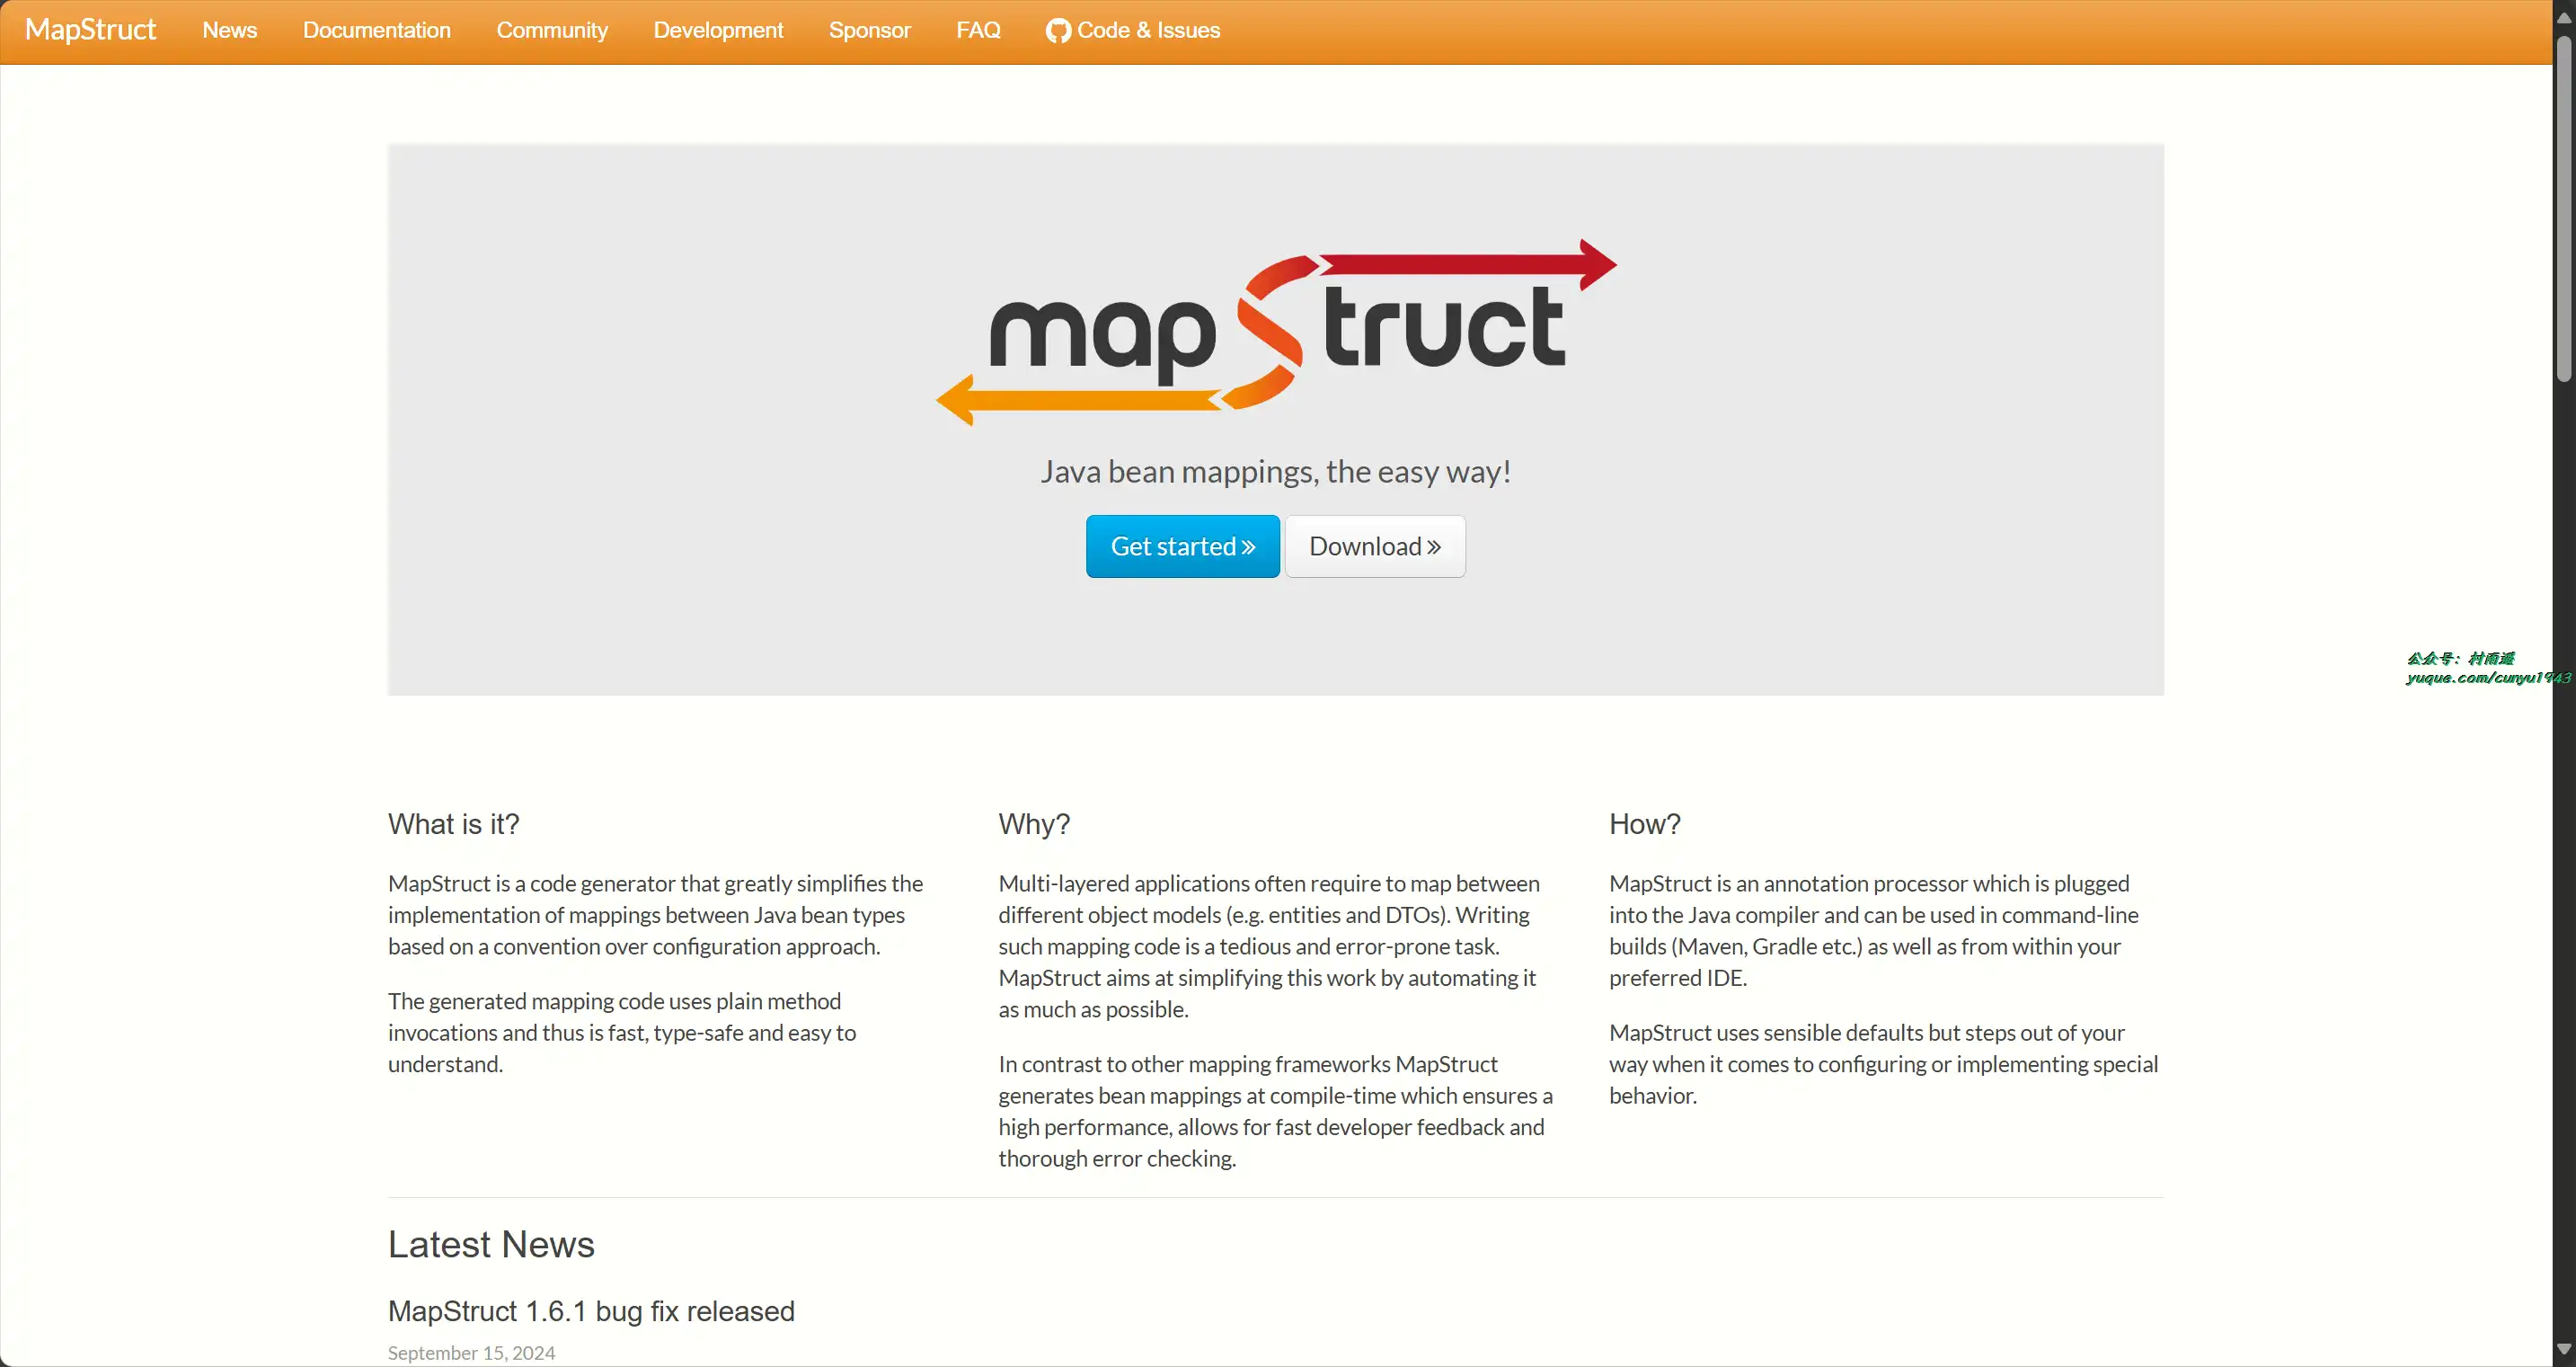 MapStruct News Documentation Community Development Sponsor FAQ Code & Issues
mapStruct
Java bean mappings, the easy way!
Get started » Download »
公众号：村雨遥
yuque.com/cunyu1943
What is it?
MapStruct is a code generator that greatly simplifies the
implementation of mappings between Java bean types
based on a convention over configuration approach.
The generated mapping code uses plain method
invocations and thus is fast, type-safe and easy to
understand.
Why?
Multi-layered applications often require to map between
different object models (e.g. entities and DTOs). Writing
such mapping code is a tedious and error-prone task.
MapStruct aims at simplifying this work by automating it
as much as possible.
In contrast to other mapping frameworks MapStruct
generates bean mappings at compile-time which ensures a
high performance, allows for fast developer feedback and
thorough error checking.
How?
MapStruct is an annotation processor which is plugged
into the Java compiler and can be used in command-line
builds (Maven, Gradle etc.) as well as from within your
preferred IDE.
MapStruct uses sensible defaults but steps out of your
way when it comes to configuring or implementing special
behavior.
Latest News
MapStruct 1.6.1 bug fix released
September 15, 2024